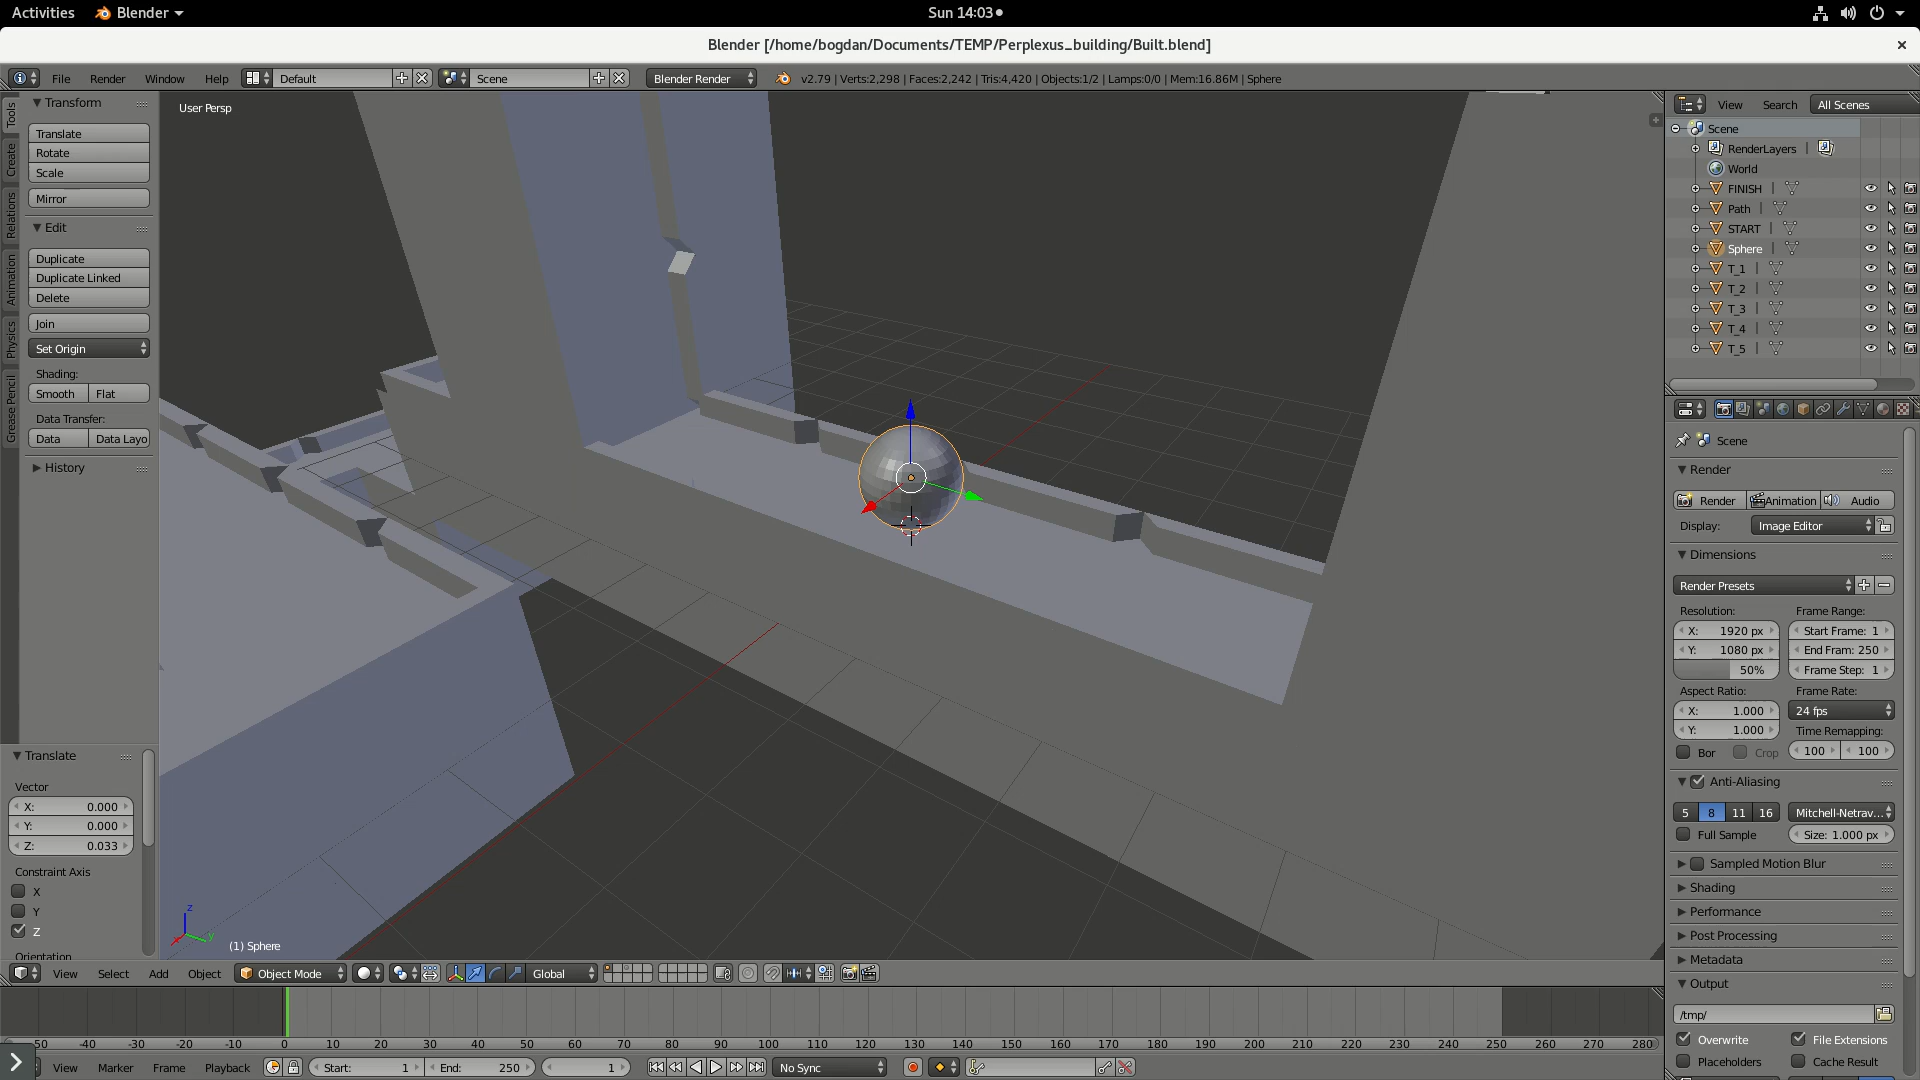 Activities Blender Sun 14:03
Blender [/home/bogdan/Documents/TEMP/Perplexus_building/Built.blend]
File Render Window Help Default Scene Blender Render v2.79 | Verts:2,298 | Faces:2,242 | Tris:4,420 | Objects:1/2 | Lamps:0/0 | Mem:16.86M | Sphere
Tools
Create
Relations
Animation
Physics
Grease Pencil
Transform
Translate
Rotate
Scale
Mirror
Edit
Duplicate
Duplicate Linked
Delete
Join
Set Origin
Shading:
Smooth Flat
Data Transfer:
Data Data Layo
History
Translate
Vector
X: 0.000
Y: 0.000
Z: 0.033
Constraint Axis
X
Y
Z
Orientation
User Persp
z
x y
(1) Sphere
View Select Add Object Object Mode Global
View Search All Scenes
Scene
RenderLayers |
World
FINISH |
Path |
START |
Sphere |
T_1 |
T_2 |
T_3 |
T_4 |
T_5 |
Scene
Render
Render Animation Audio
Display: Image Editor
Dimensions
Render Presets
Resolution: Frame Range:
X: 1920 px Start Frame: 1
Y: 1080 px End Fram: 250
50% Frame Step: 1
Aspect Ratio: Frame Rate:
X: 1.000 24 fps
Y: 1.000 Time Remapping:
Bor Crop 100 100
Anti-Aliasing
5 8 11 16 Mitchell-Netrav...
Full Sample Size: 1.000 px
Sampled Motion Blur
Shading
Performance
Post Processing
Metadata
Output
/tmp/
Overwrite File Extensions
Placeholders Cache Result
50 -40 -30 -20 -10 0 10 20 30 40 50 60 70 80 90 100 110 120 130 140 150 160 170 180 190 200 210 220 230 240 250 260 270 280
View Marker Frame Playback Start: 1 End: 250 1 No Sync